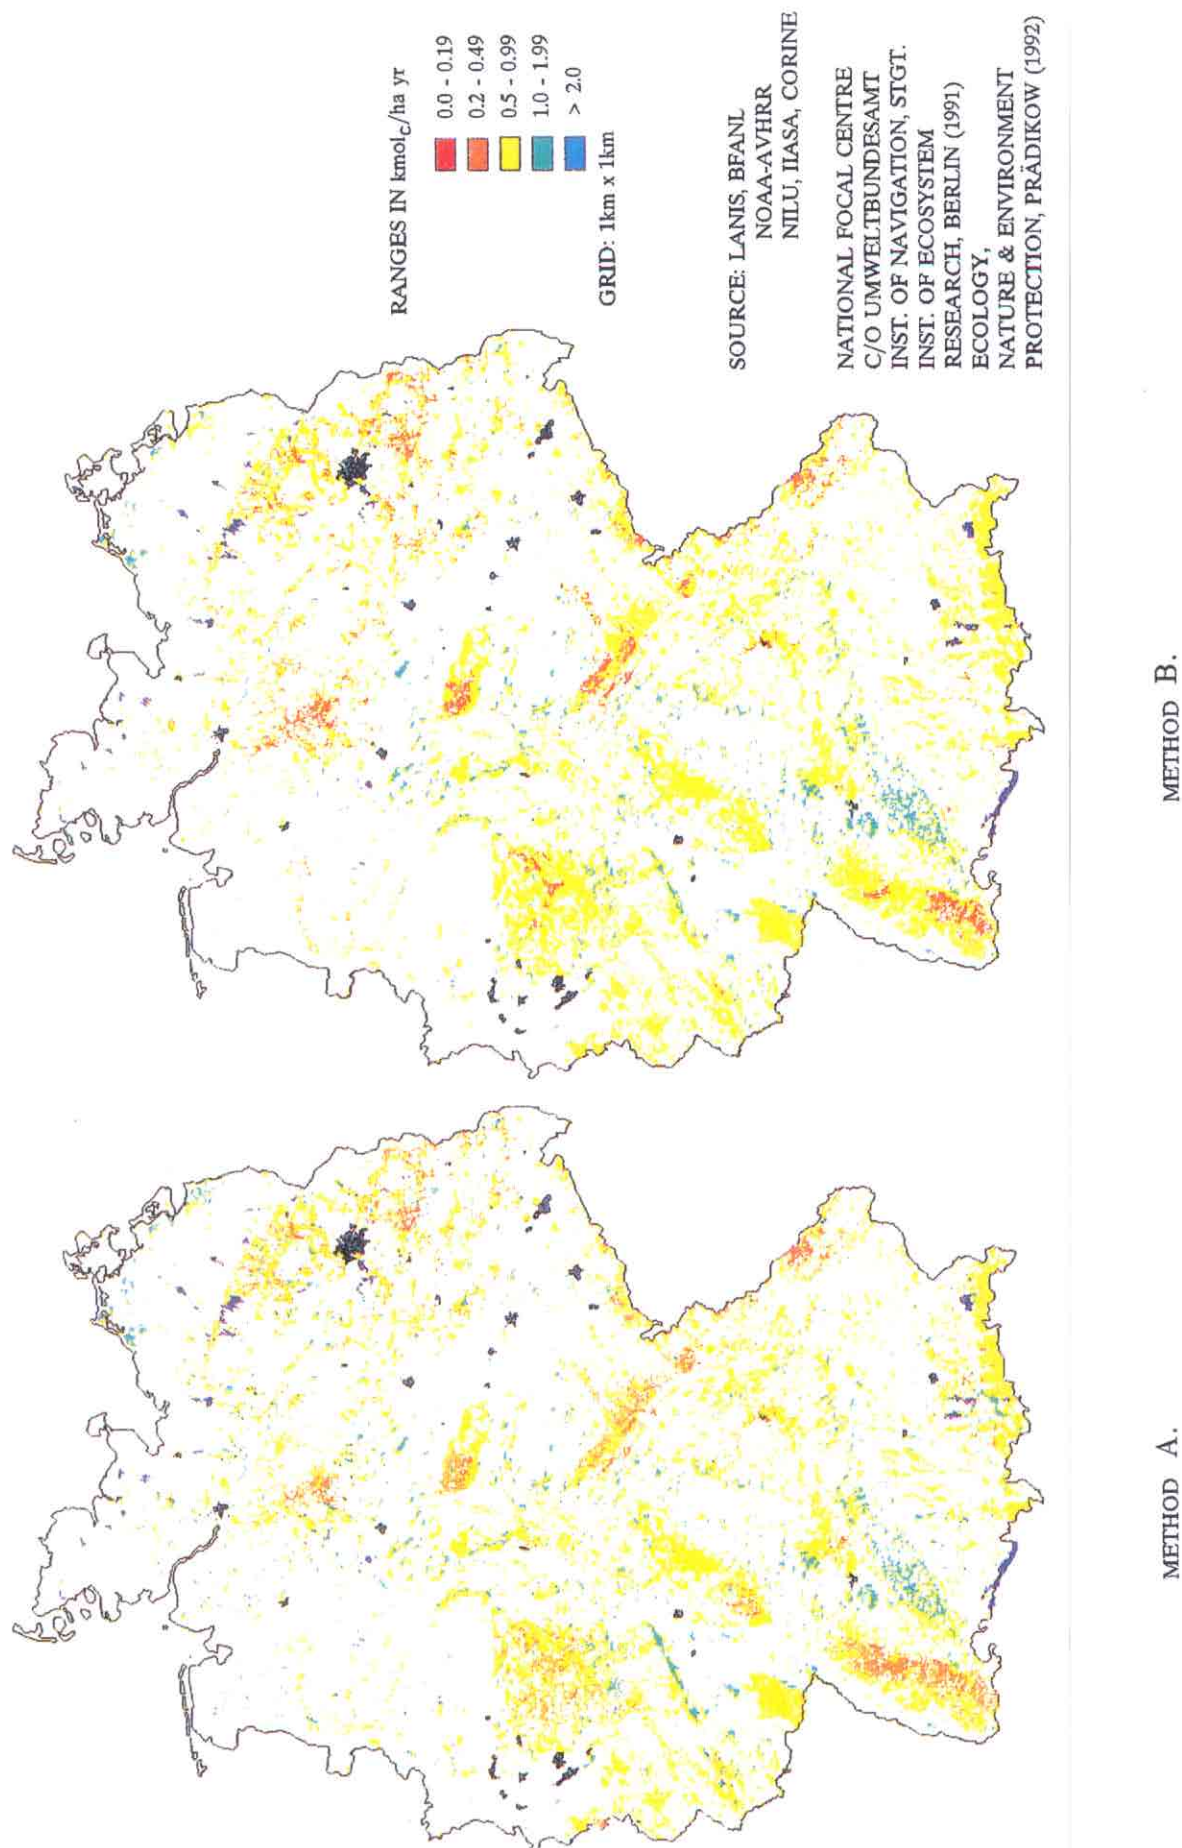 RANGES IN kmolc/ha yr
0.0 - 0.19
0.2 - 0.49
0.5 - 0.99
1.0 - 1.99
> 2.0
GRID: 1km x 1km
SOURCE: LANIS, BFANL
NOAA-AVHRR
NILU, IIASA, CORINE
NATIONAL FOCAL CENTRE
C/O UMWELTBUNDESAMT
INST. OF NAVIGATION, STGT.
INST. OF ECOSYSTEM
RESEARCH, BERLIN (1991)
ECOLOGY,
NATURE & ENVIRONMENT
PROTECTION, PRÄDIKOW (1992)
METHOD A.
METHOD B.